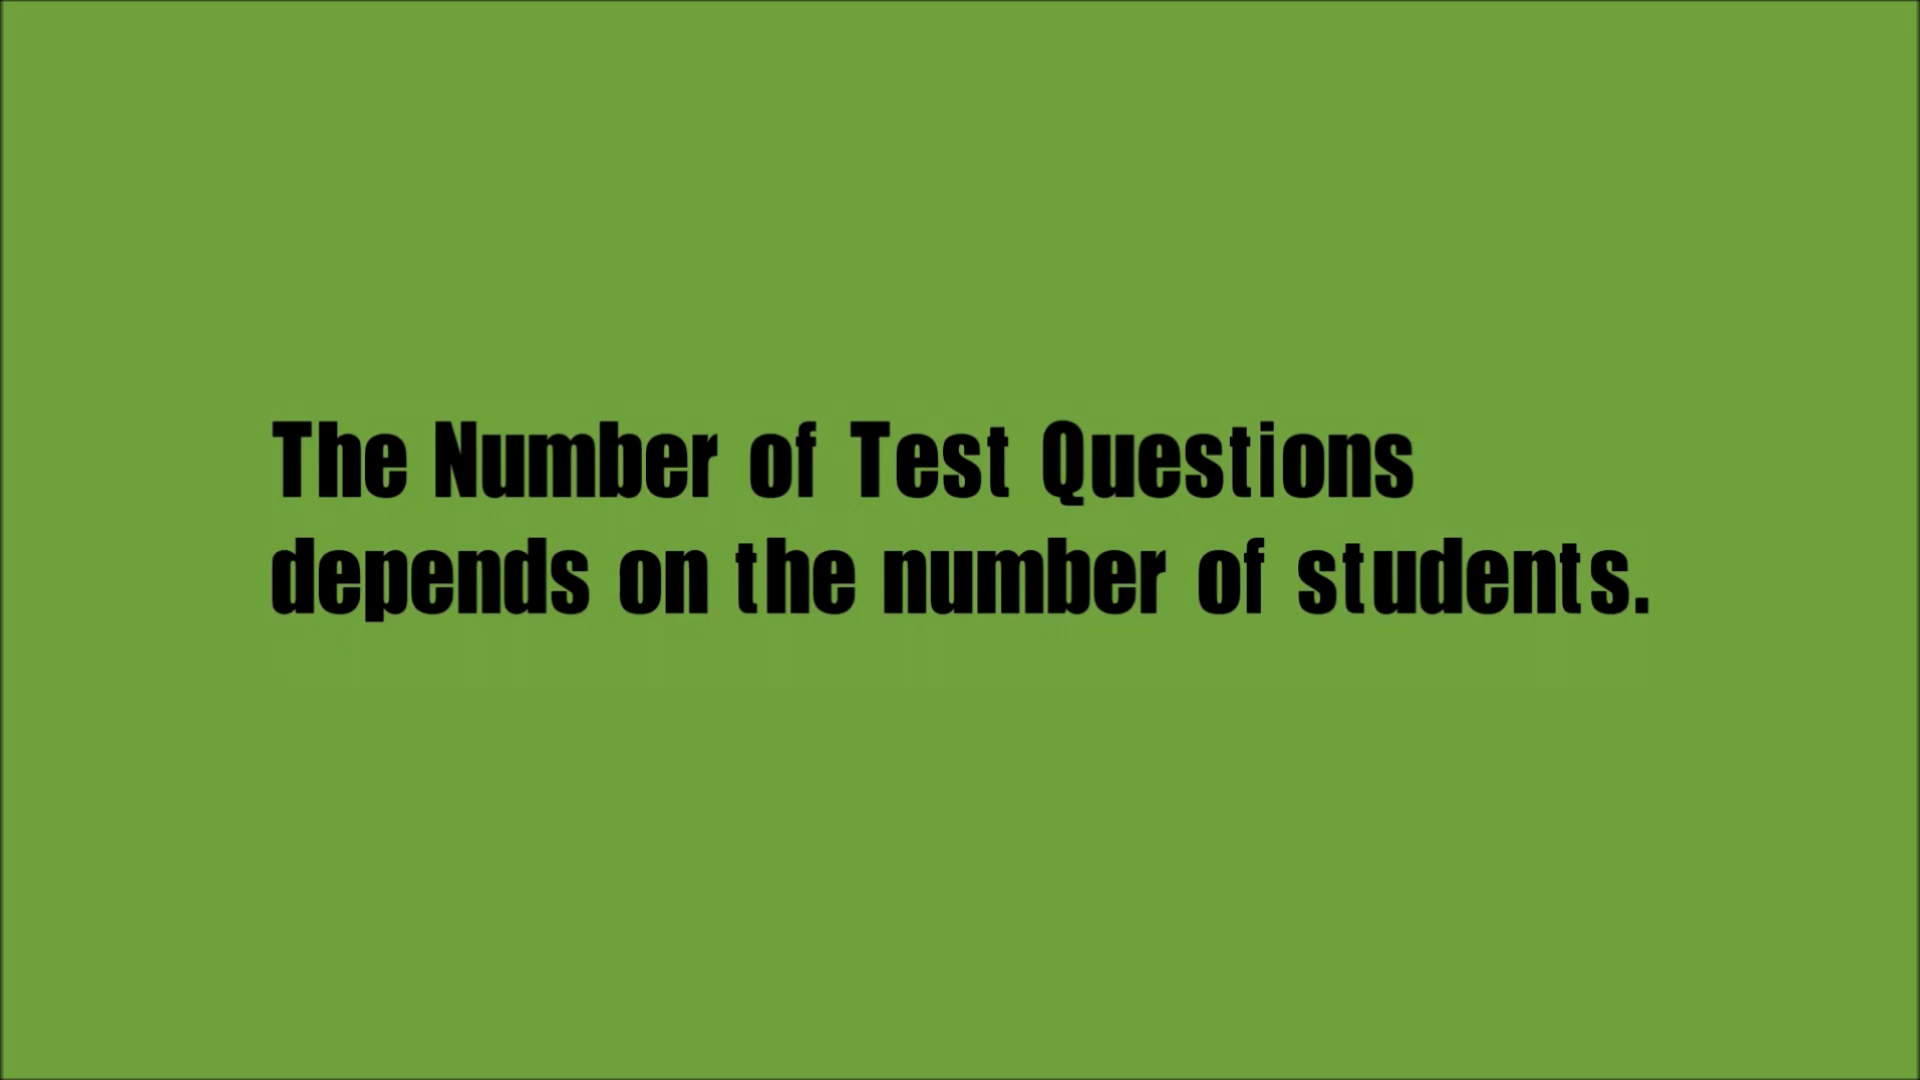 The Number of Test Questions
depends on the number of students.